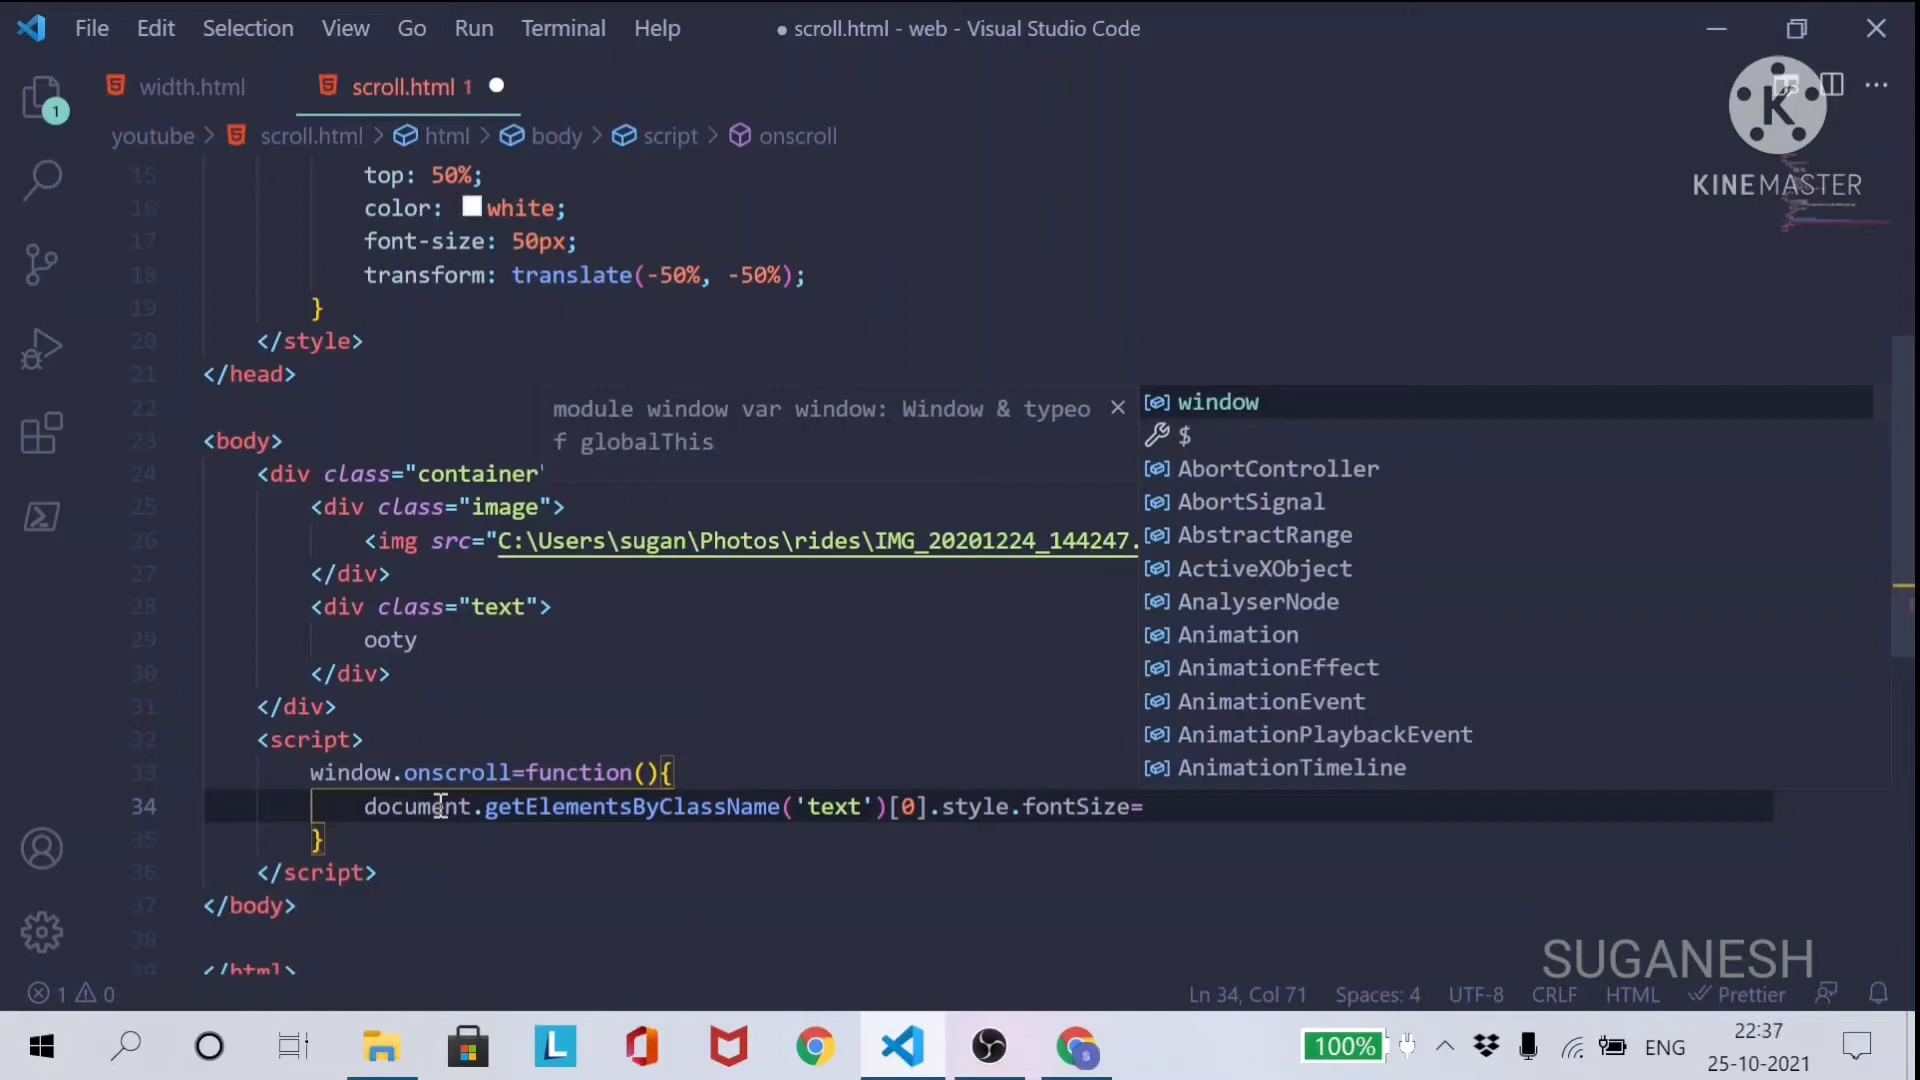 File Edit Selection View Go Run Terminal Help ● scroll.html - web - Visual Studio Code
width.html scroll.html 1
K
KINEMASTER
youtube > scroll.html > html > body > script > onscroll
15 top: 50%;
16 color: white;
17 font-size: 50px;
18 transform: translate(-50%, -50%);
19 }
20 </style>
21 </head>
22
23 <body>
24 <div class="container"
25 <div class="image">
26 <img src="C:\Users\sugan\Photos\rides\IMG_20201224_144247.
27 </div>
28 <div class="text">
29 ooty
30 </div>
31 </div>
32 <script>
33 window.onscroll=function(){
34 document.getElementsByClassName('text')[0].style.fontSize=
35 }
36 </script>
37 </body>
38
39 </html>
module window var window: Window & typeo
f globalThis
window
$
AbortController
AbortSignal
AbstractRange
ActiveXObject
AnalyserNode
Animation
AnimationEffect
AnimationEvent
AnimationPlaybackEvent
AnimationTimeline
1
SUGANESH
1 0 Ln 34, Col 71 Spaces: 4 UTF-8 CRLF HTML Prettier
100% ENG 22:37
25-10-2021